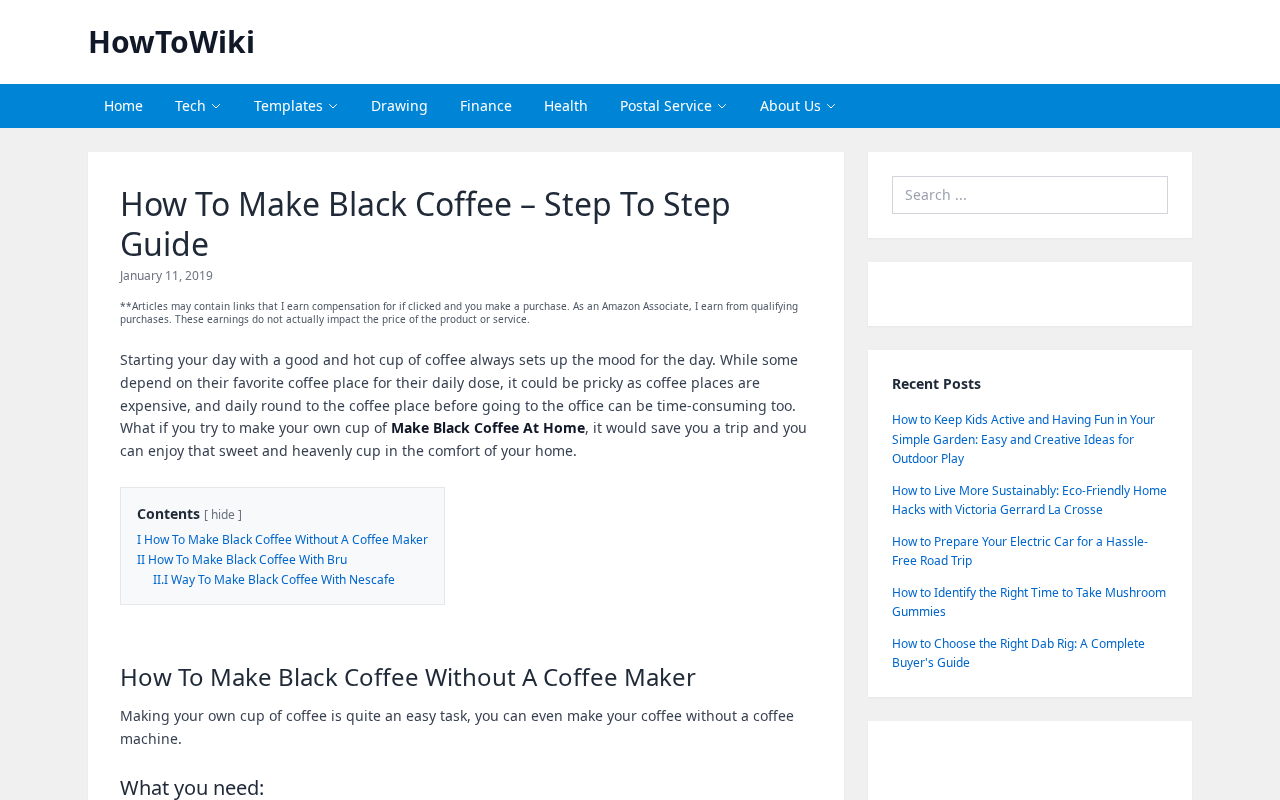 HowToWiki
Home Tech Templates Drawing Finance Health Postal Service About Us
How To Make Black Coffee – Step To Step
Guide
January 11, 2019
**Articles may contain links that I earn compensation for if clicked and you make a purchase. As an Amazon Associate, I earn from qualifying
purchases. These earnings do not actually impact the price of the product or service.
Starting your day with a good and hot cup of coffee always sets up the mood for the day. While some
depend on their favorite coffee place for their daily dose, it could be pricky as coffee places are
expensive, and daily round to the coffee place before going to the office can be time-consuming too.
What if you try to make your own cup of Make Black Coffee At Home, it would save you a trip and you
can enjoy that sweet and heavenly cup in the comfort of your home.
Contents [ hide ]
I How To Make Black Coffee Without A Coffee Maker
II How To Make Black Coffee With Bru
II.I Way To Make Black Coffee With Nescafe
How To Make Black Coffee Without A Coffee Maker
Making your own cup of coffee is quite an easy task, you can even make your coffee without a coffee
machine.
What you need:
Search ...
Recent Posts
How to Keep Kids Active and Having Fun in Your
Simple Garden: Easy and Creative Ideas for
Outdoor Play
How to Live More Sustainably: Eco-Friendly Home
Hacks with Victoria Gerrard La Crosse
How to Prepare Your Electric Car for a Hassle-
Free Road Trip
How to Identify the Right Time to Take Mushroom
Gummies
How to Choose the Right Dab Rig: A Complete
Buyer's Guide